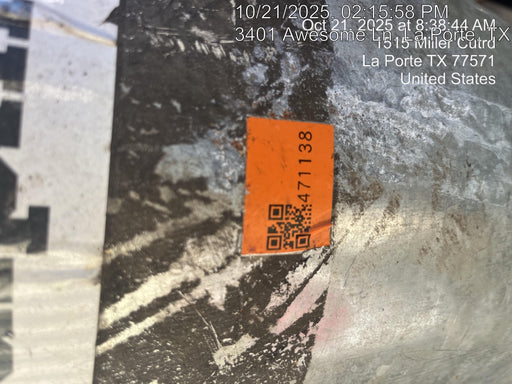 10/21/2025, 02:15:58 PM
Oct 21, 2025 at 8:38:44 AM
3401 Awesome Ln, La Porte, TX
1515 Miller Cutrd
La Porte TX 77571
United States
471138